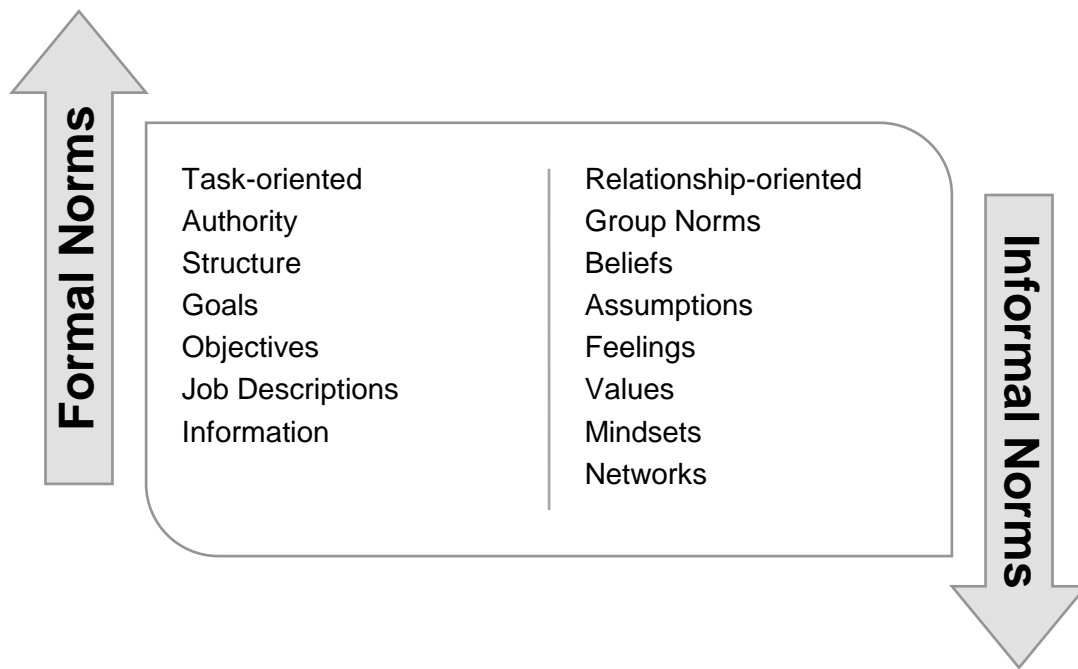 Formal Norms
Task-oriented
Authority
Structure
Goals
Objectives
Job Descriptions
Information
Relationship-oriented
Group Norms
Beliefs
Assumptions
Feelings
Values
Mindsets
Networks
Informal Norms